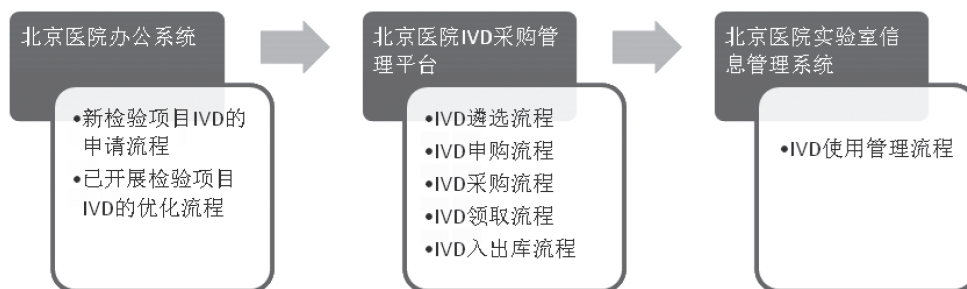 北京医院办公系统
•新检验项目IVD的
申请流程
•已开展检验项目
IVD的优化流程
北京医院IVD采购管
理平台
•IVD遴选流程
•IVD申购流程
•IVD采购流程
•IVD领取流程
•IVD入出库流程
北京医院实验室信
息管理系统
•IVD使用管理流程